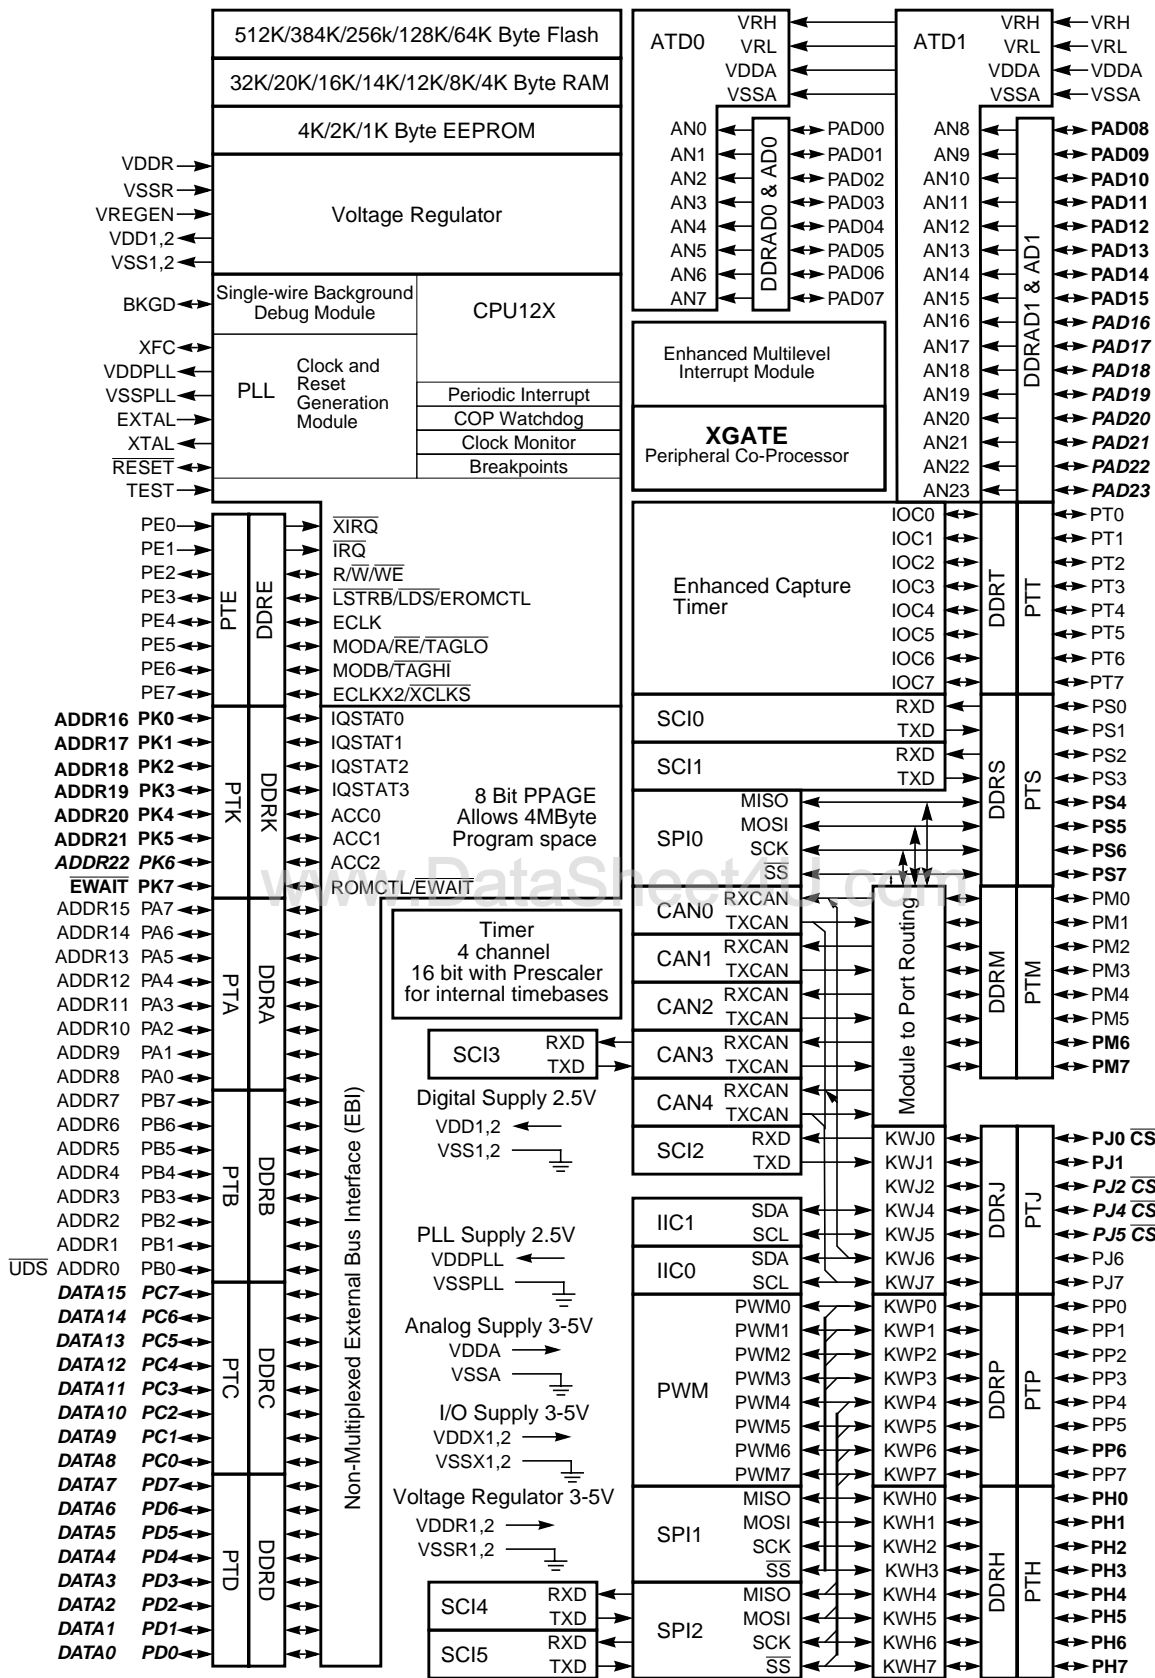 512K/384K/256k/128K/64K Byte Flash
32K/20K/16K/14K/12K/8K/4K Byte RAM
4K/2K/1K Byte EEPROM
Voltage Regulator
VDDR
VSSR
VREGEN
VDD1,2
VSS1,2
BKGD
XFC
VDDPLL
VSSPLL
EXTAL
XTAL
RESET
TEST
Single-wire Background
Debug Module
CPU12X
PLL
Clock and
Reset
Generation
Module
Periodic Interrupt
COP Watchdog
Clock Monitor
Breakpoints
ATD0
VRH
VRL
VDDA
VSSA
AN0 PAD00
AN1 PAD01
AN2 PAD02
AN3 PAD03
AN4 PAD04
AN5 PAD05
AN6 PAD06
AN7 PAD07
DDRAD0 & AD0
ATD1
VRH VRH
VRL VRL
VDDA VDDA
VSSA VSSA
AN8 PAD08
AN9 PAD09
AN10 PAD10
AN11 PAD11
AN12 PAD12
AN13 PAD13
AN14 PAD14
AN15 PAD15
AN16 PAD16
AN17 PAD17
AN18 PAD18
AN19 PAD19
AN20 PAD20
AN21 PAD21
AN22 PAD22
AN23 PAD23
DDRAD1 & AD1
Enhanced Multilevel
Interrupt Module
XGATE
Peripheral Co-Processor
PE0 XIRQ
PE1 IRQ
PE2 R/W/WE
PE3 LSTRB/LDS/EROMCTL
PE4 ECLK
PE5 MODA/RE/TAGLO
PE6 MODB/TAGHI
PE7 ECLKX2/XCLKS
PTE
DDRE
ADDR16 PK0 IQSTAT0
ADDR17 PK1 IQSTAT1
ADDR18 PK2 IQSTAT2
ADDR19 PK3 IQSTAT3
ADDR20 PK4 ACC0
ADDR21 PK5 ACC1
ADDR22 PK6 ACC2
EWAIT PK7 ROMCTL/EWAIT
PTK
DDRK
8 Bit PPAGE
Allows 4MByte
Program space
ADDR15 PA7
ADDR14 PA6
ADDR13 PA5
ADDR12 PA4
ADDR11 PA3
ADDR10 PA2
ADDR9 PA1
ADDR8 PA0
PTA
DDRA
ADDR7 PB7
ADDR6 PB6
ADDR5 PB5
ADDR4 PB4
ADDR3 PB3
ADDR2 PB2
ADDR1 PB1
UDS ADDR0 PB0
PTB
DDRB
DATA15 PC7
DATA14 PC6
DATA13 PC5
DATA12 PC4
DATA11 PC3
DATA10 PC2
DATA9 PC1
DATA8 PC0
PTC
DDRC
DATA7 PD7
DATA6 PD6
DATA5 PD5
DATA4 PD4
DATA3 PD3
DATA2 PD2
DATA1 PD1
DATA0 PD0
PTD
DDRD
Non-Multiplexed External Bus Interface (EBI)
Timer
4 channel
16 bit with Prescaler
for internal timebases
SCI3
RXD
TXD
Digital Supply 2.5V
VDD1,2
VSS1,2
PLL Supply 2.5V
VDDPLL
VSSPLL
Analog Supply 3-5V
VDDA
VSSA
I/O Supply 3-5V
VDDX1,2
VSSX1,2
Voltage Regulator 3-5V
VDDR1,2
VSSR1,2
SCI4
RXD
TXD
SCI5
RXD
TXD
Enhanced Capture
Timer
IOC0 PT0
IOC1 PT1
IOC2 PT2
IOC3 PT3
IOC4 PT4
IOC5 PT5
IOC6 PT6
IOC7 PT7
DDRT
PTT
SCI0
RXD PS0
TXD PS1
SCI1
RXD PS2
TXD PS3
SPI0
MISO PS4
MOSI PS5
SCK PS6
SS PS7
DDRS
PTS
CAN0
RXCAN PM0
TXCAN PM1
CAN1
RXCAN PM2
TXCAN PM3
CAN2
RXCAN PM4
TXCAN PM5
CAN3
RXCAN PM6
TXCAN PM7
CAN4
RXCAN
TXCAN
Module to Port Routing
DDRM
PTM
SCI2
RXD KWJ0 PJ0 CS
TXD KWJ1 PJ1
KWJ2 PJ2 CS
IIC1
SDA KWJ4 PJ4 CS
SCL KWJ5 PJ5 CS
IIC0
SDA KWJ6 PJ6
SCL KWJ7 PJ7
DDRJ
PTJ
PWM
PWM0 KWP0 PP0
PWM1 KWP1 PP1
PWM2 KWP2 PP2
PWM3 KWP3 PP3
PWM4 KWP4 PP4
PWM5 KWP5 PP5
PWM6 KWP6 PP6
PWM7 KWP7 PP7
DDRP
PTP
SPI1
MISO KWH0 PH0
MOSI KWH1 PH1
SCK KWH2 PH2
SS KWH3 PH3
SPI2
MISO KWH4 PH4
MOSI KWH5 PH5
SCK KWH6 PH6
SS KWH7 PH7
DDRH
PTH
www.DataSheet4U.com